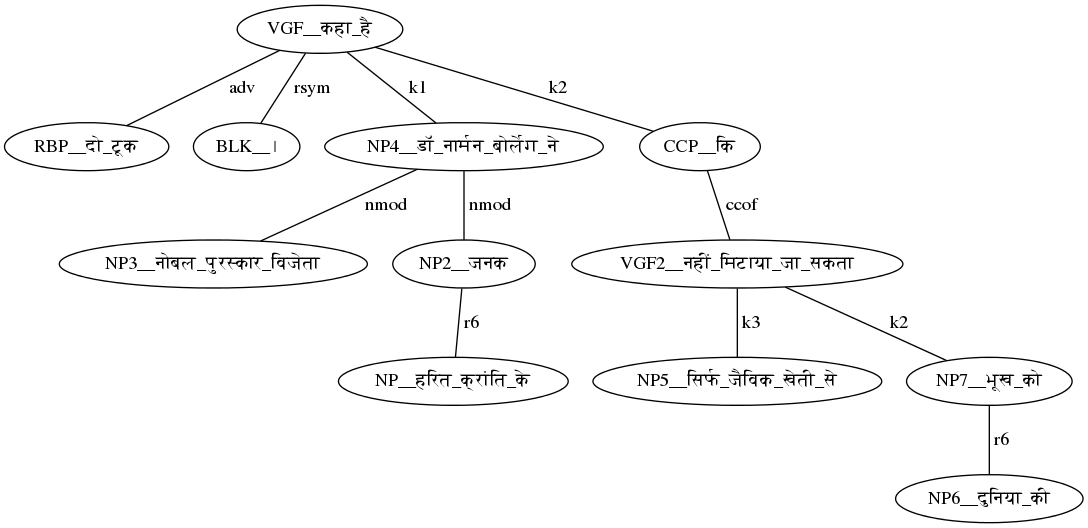 VGF__कहा_है
adv rsym k1 k2
RBP__दो_टूक BLK__। NP4__डॉ_नार्मन_बोर्लेग_ने CCP__कि
nmod nmod ccof
NP3__नोबल_पुरस्कार_विजेता NP2__जनक VGF2__नहीं_मिटाया_जा_सकता
r6 k3 k2
NP__हरित_क्रांति_के NP5__सिर्फ_जैविक_खेती_से NP7__भूख_को
r6
NP6__दुनिया_की